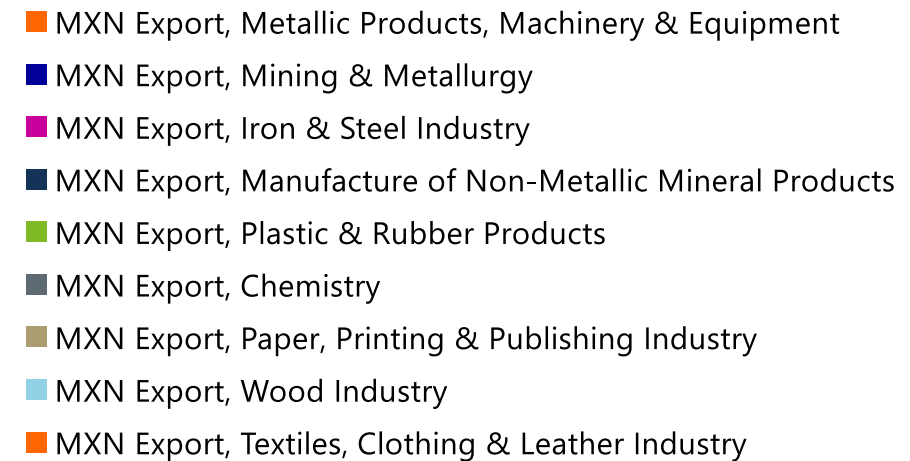 MXN Export, Metallic Products, Machinery & Equipment
MXN Export, Mining & Metallurgy
MXN Export, Iron & Steel Industry
MXN Export, Manufacture of Non-Metallic Mineral Products
MXN Export, Plastic & Rubber Products
MXN Export, Chemistry
MXN Export, Paper, Printing & Publishing Industry
MXN Export, Wood Industry
MXN Export, Textiles, Clothing & Leather Industry